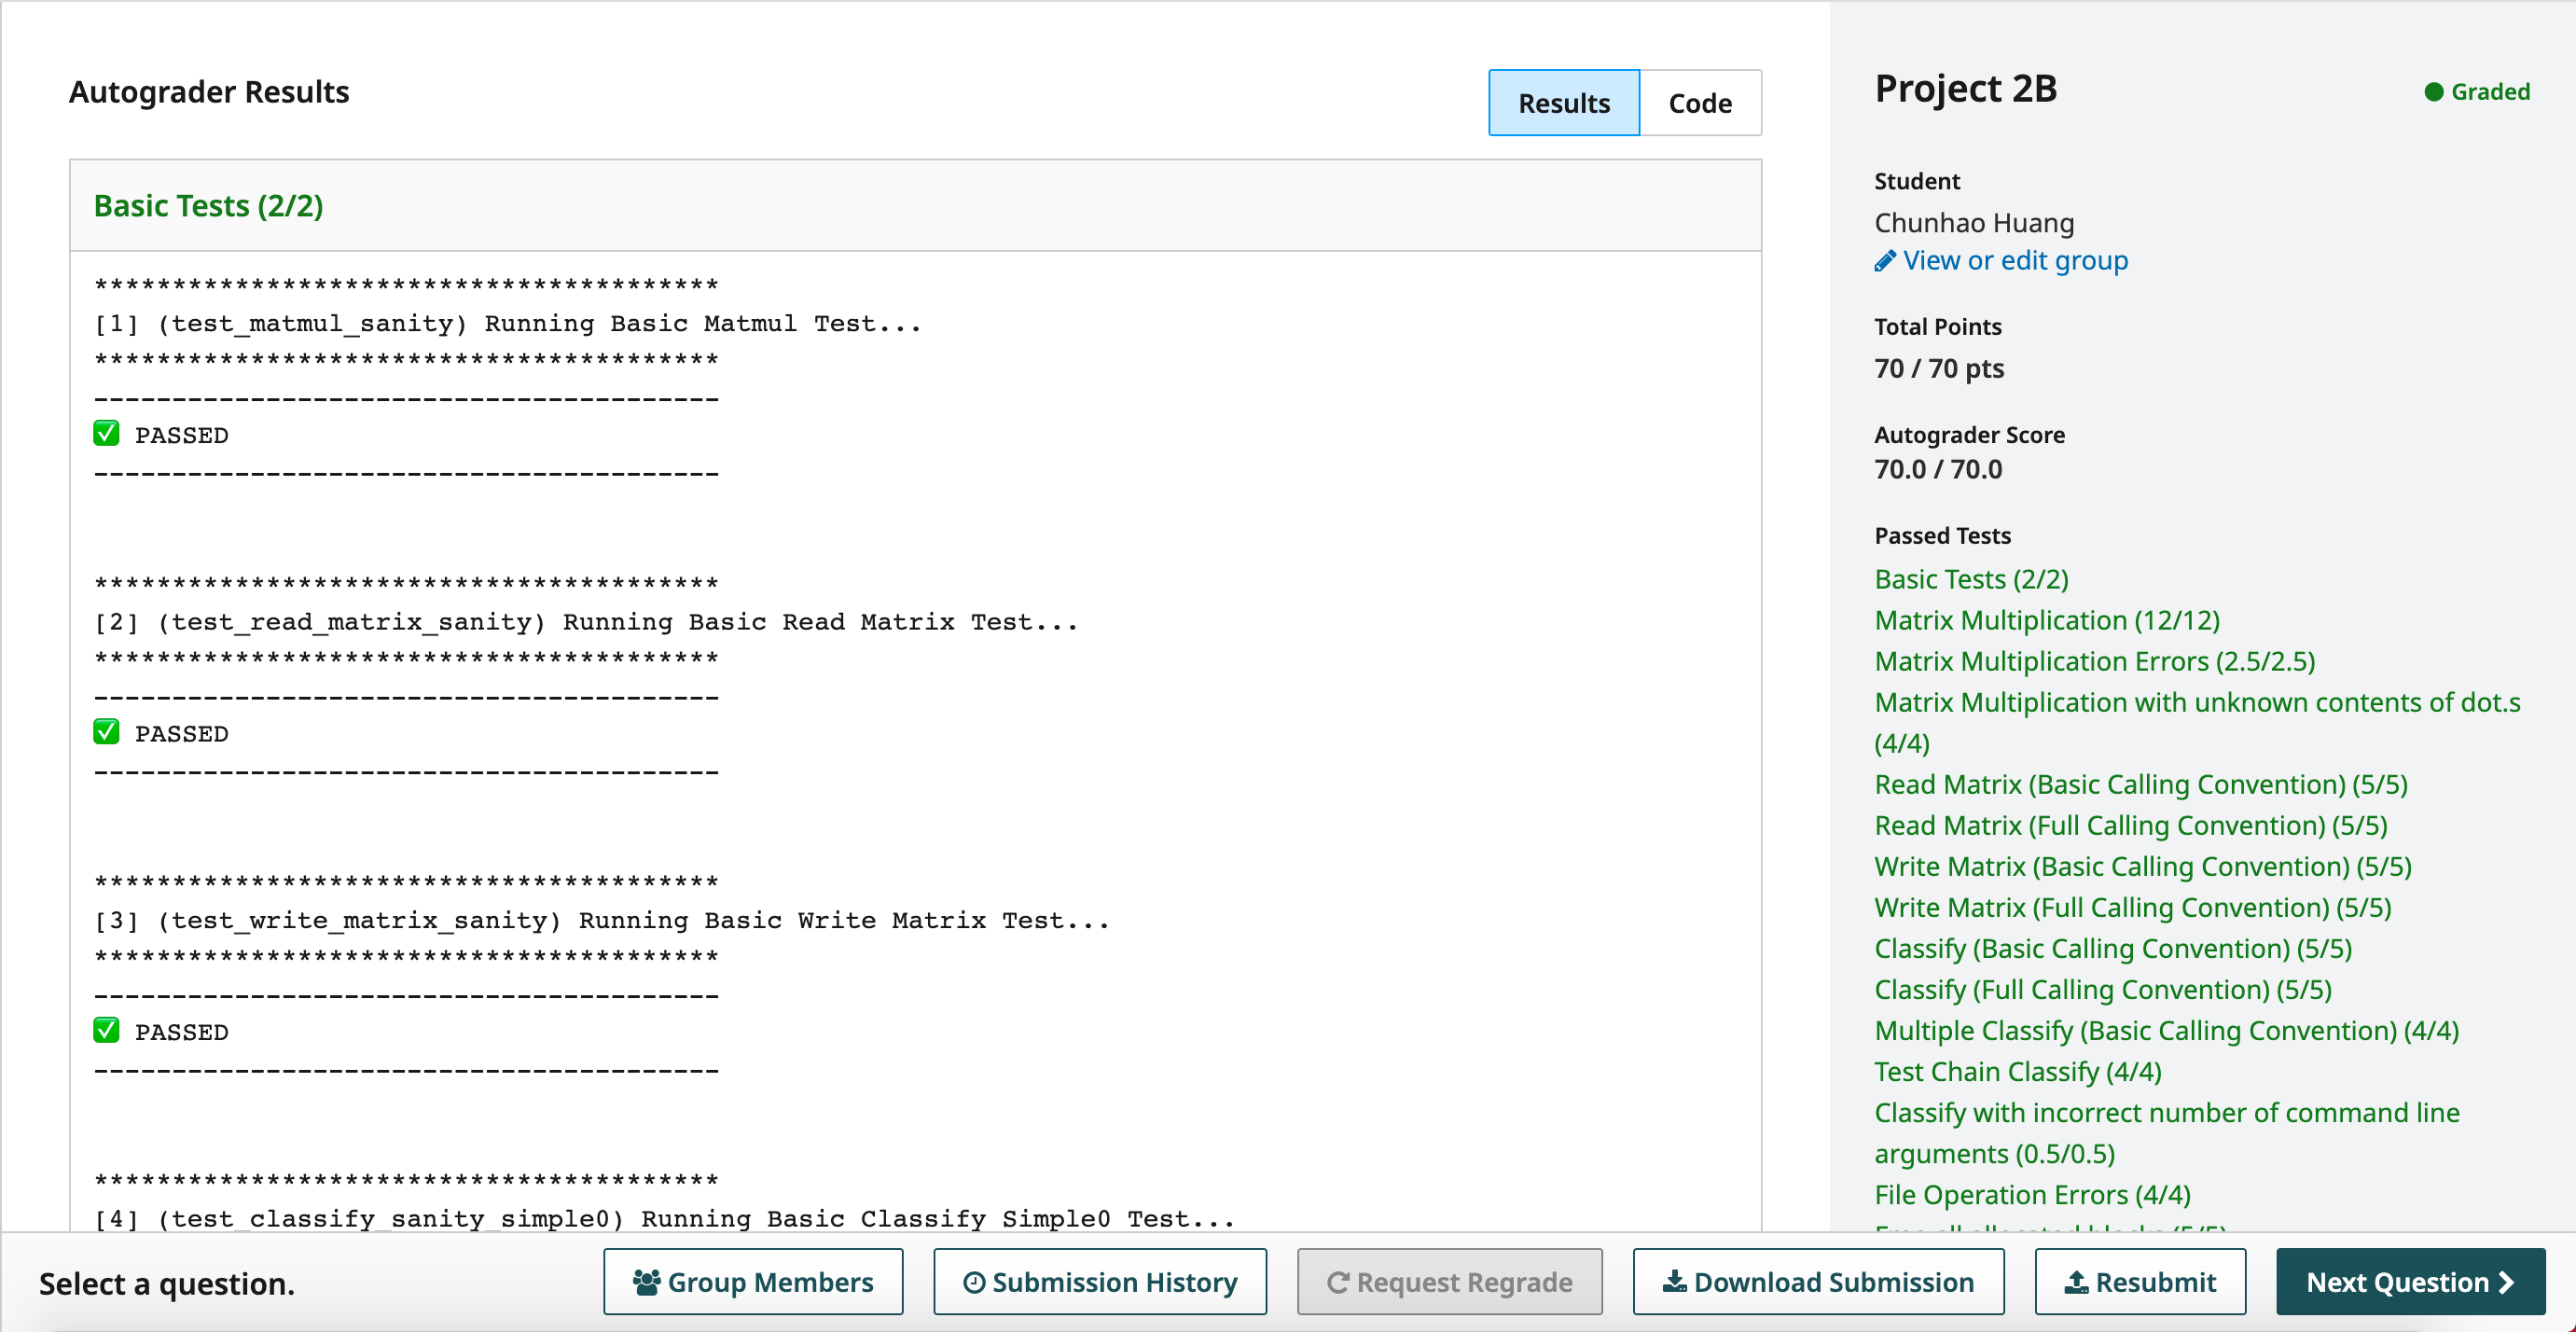 Autograder Results
Results
Code
Basic Tests (2/2)
****************************************
[1] (test_matmul_sanity) Running Basic Matmul Test...
****************************************
----------------------------------------
✅ PASSED
----------------------------------------
****************************************
[2] (test_read_matrix_sanity) Running Basic Read Matrix Test...
****************************************
----------------------------------------
✅ PASSED
----------------------------------------
****************************************
[3] (test_write_matrix_sanity) Running Basic Write Matrix Test...
****************************************
----------------------------------------
✅ PASSED
----------------------------------------
****************************************
[4] (test_classify_sanity_simple0) Running Basic Classify Simple0 Test...
Project 2B
Graded
Student
Chunhao Huang
View or edit group
Total Points
70 / 70 pts
Autograder Score
70.0 / 70.0
Passed Tests
Basic Tests (2/2)
Matrix Multiplication (12/12)
Matrix Multiplication Errors (2.5/2.5)
Matrix Multiplication with unknown contents of dot.s
(4/4)
Read Matrix (Basic Calling Convention) (5/5)
Read Matrix (Full Calling Convention) (5/5)
Write Matrix (Basic Calling Convention) (5/5)
Write Matrix (Full Calling Convention) (5/5)
Classify (Basic Calling Convention) (5/5)
Classify (Full Calling Convention) (5/5)
Multiple Classify (Basic Calling Convention) (4/4)
Test Chain Classify (4/4)
Classify with incorrect number of command line
arguments (0.5/0.5)
File Operation Errors (4/4)
Free all allocated blocks (5/5)
Select a question.
Group Members
Submission History
Request Regrade
Download Submission
Resubmit
Next Question